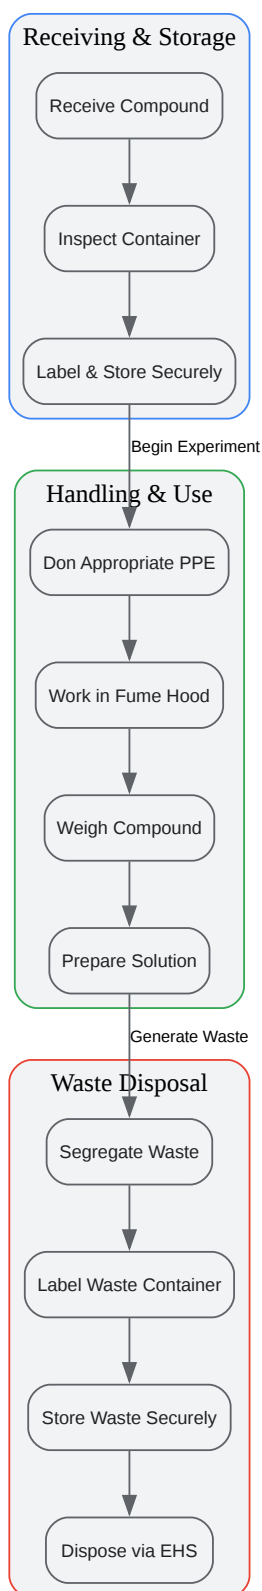 Receiving & Storage
Receive Compound
Inspect Container
Label & Store Securely
Begin Experiment
Handling & Use
Don Appropriate PPE
Work in Fume Hood
Weigh Compound
Prepare Solution
Generate Waste
Waste Disposal
Segregate Waste
Label Waste Container
Store Waste Securely
Dispose via EHS